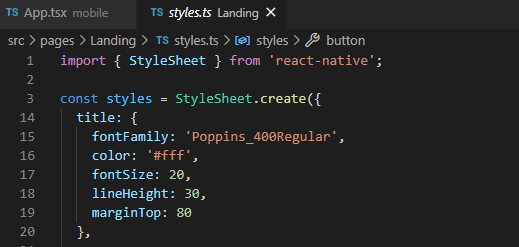 TS App.tsx mobile
TS styles.ts Landing ×
src > pages > Landing > TS styles.ts > styles > button
1 import { StyleSheet } from 'react-native';
2
3 const styles = StyleSheet.create({
14 title: {
15 fontFamily: 'Poppins_400Regular',
16 color: '#fff',
17 fontSize: 20,
18 lineHeight: 30,
19 marginTop: 80
20 },